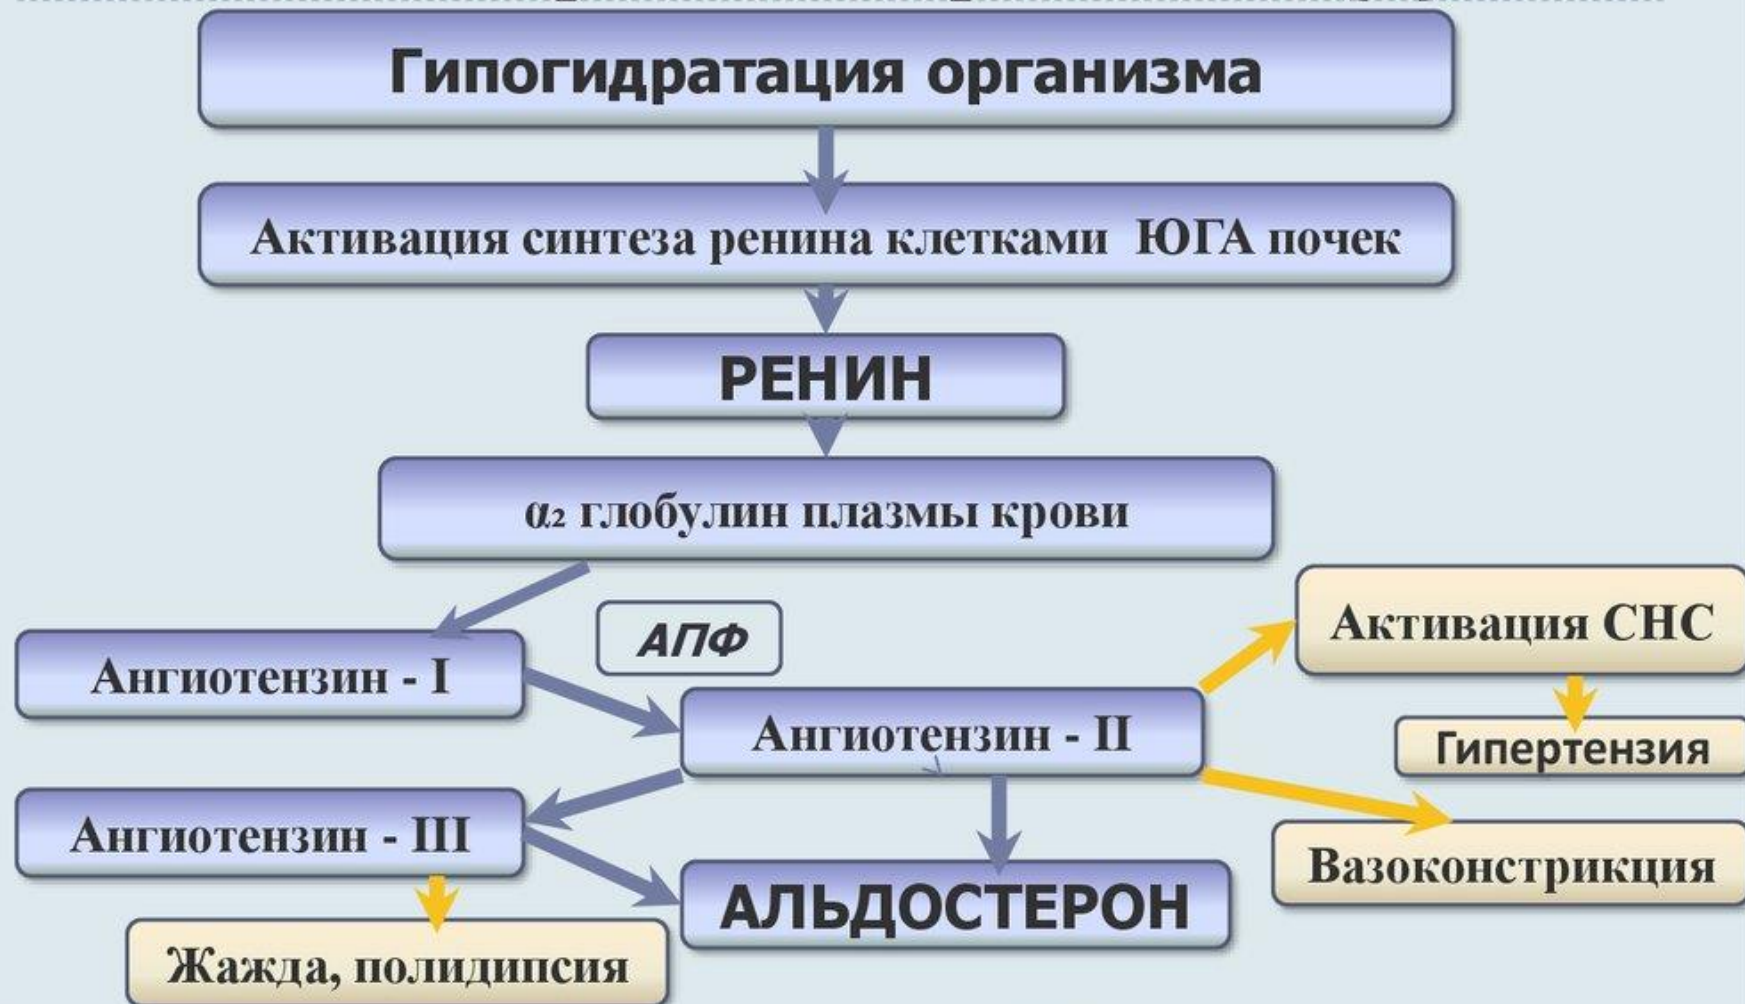 Гипогидратация организма
Активация синтеза ренина клетками ЮГА почек
РЕНИН
α₂ глобулин плазмы крови
АПФ
Активация СНС
Ангиотензин - I
Ангиотензин - II
Гипертензия
Ангиотензин - III
Вазоконстрикция
АЛЬДОСТЕРОН
Жажда, полидипсия